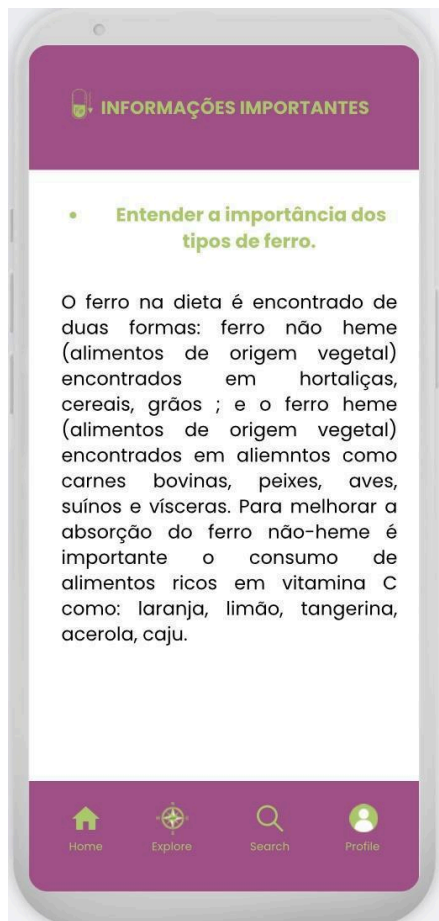 INFORMAÇÕES IMPORTANTES
• Entender a importância dos
tipos de ferro.
O ferro na dieta é encontrado de
duas formas: ferro não heme
(alimentos de origem vegetal)
encontrados em hortaliças,
cereais, grãos ; e o ferro heme
(alimentos de origem vegetal)
encontrados em aliemntos como
carnes bovinas, peixes, aves,
suínos e vísceras. Para melhorar a
absorção do ferro não-heme é
importante o consumo de
alimentos ricos em vitamina C
como: laranja, limão, tangerina,
acerola, caju.
Home Explore Search Profile